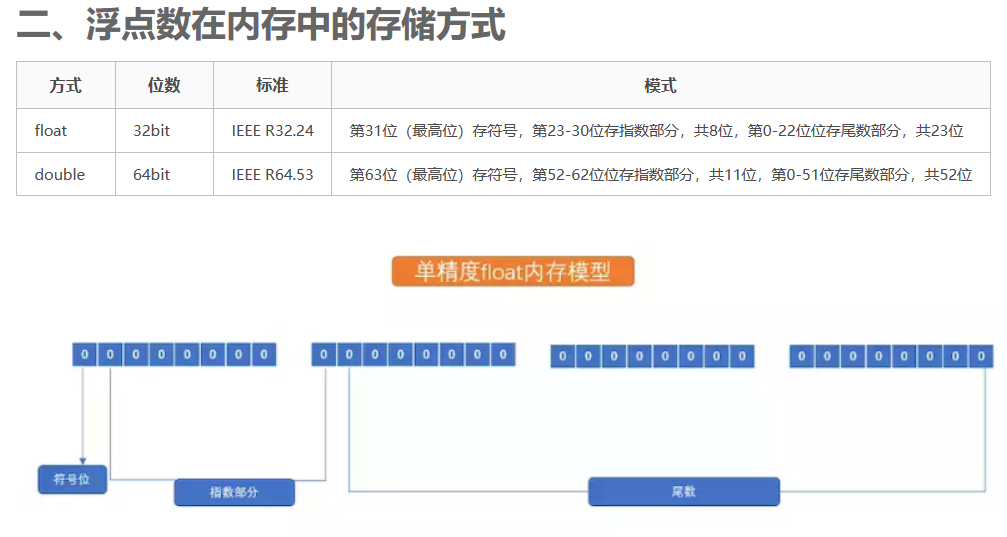 二、浮点数在内存中的存储方式
方式 位数 标准 模式
float 32bit IEEE R32.24 第31位（最高位）存符号，第23-30位存指数部分，共8位，第0-22位位存尾数部分，共23位
double 64bit IEEE R64.53 第63位（最高位）存符号，第52-62位位存指数部分，共11位，第0-51位存尾数部分，共52位
单精度float内存模型
0 0 0 0 0 0 0 0 0 0 0 0 0 0 0 0 0 0 0 0 0 0 0 0 0 0 0 0 0 0 0 0
符号位
指数部分
尾数